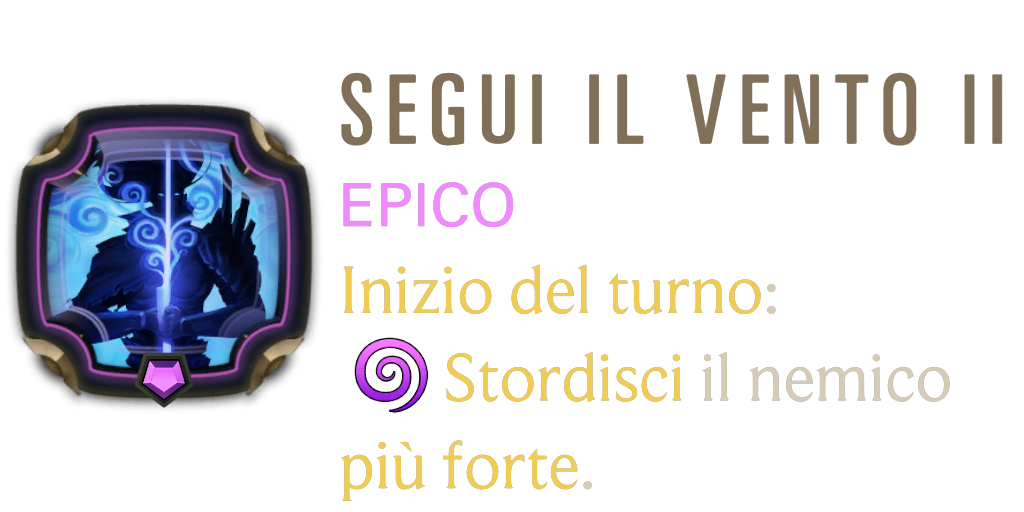 SEGUI IL VENTO II
EPICO
Inizio del turno:
Stordisci il nemico
più forte.